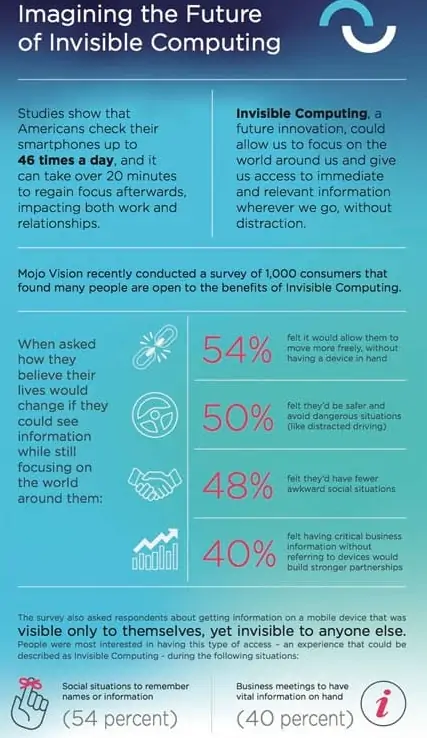 Imagining the Future
of Invisible Computing
Studies show that
Americans check their
smartphones up to
46 times a day, and it
can take over 20 minutes
to regain focus afterwards,
impacting both work and
relationships.
Invisible Computing, a
future innovation, could
allow us to focus on the
world around us and give
us access to immediate
and relevant information
wherever we go, without
distraction.
Mojo Vision recently conducted a survey of 1,000 consumers that
found many people are open to the benefits of Invisible Computing.
When asked
how they
believe their
lives would
change if they
could see
information
while still
focusing on
the world
around them:
54%
felt it would allow them to
move more freely, without
having a device in hand
50%
felt they'd be safer and
avoid dangerous situations
(like distracted driving)
48%
felt they'd have fewer
awkward social situations
40%
felt having critical business
information without
referring to devices would
build stronger partnerships
The survey also asked respondents about getting information on a mobile device that was
visible only to themselves, yet invisible to anyone else.
People were most interested in having this type of access – an experience that could be
described as Invisible Computing - during the following situations:
Social situations to remember
names or information
(54 percent)
Business meetings to have
vital information on hand
(40 percent)
i